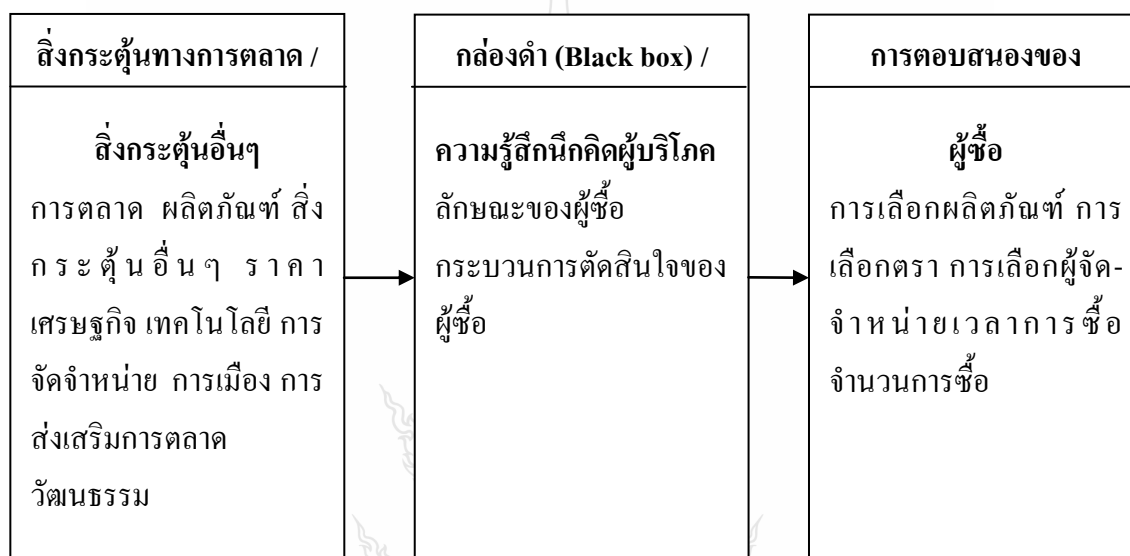 สิ่งกระตุ้นทางการตลาด /
สิ่งกระตุ้นอื่นๆ
การตลาด ผลิตภัณฑ์ สิ่ง
กระตุ้นอื่นๆ ราคา
เศรษฐกิจ เทคโนโลยี การ
จัดจำหน่าย การเมือง การ
ส่งเสริมการตลาด
วัฒนธรรม
กล่องดำ (Black box) /
ความรู้สึกนึกคิดผู้บริโภค
ลักษณะของผู้ซื้อ
กระบวนการตัดสินใจของ
ผู้ซื้อ
การตอบสนองของ
ผู้ซื้อ
การเลือกผลิตภัณฑ์ การ
เลือกตรา การเลือกผู้จัด-
จำหน่ายเวลาการซื้อ
จำนวนการซื้อ